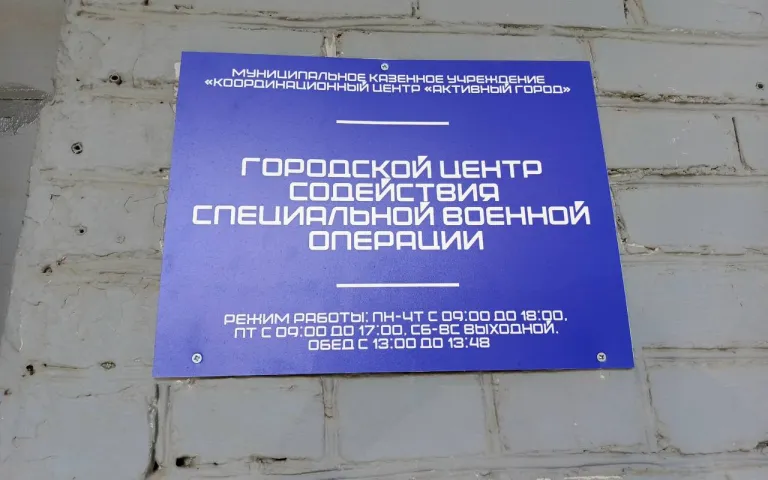 МУНИЦИПАЛЬНОЕ КАЗЕННОЕ УЧРЕЖДЕНИЕ
«КООРДИНАЦИОННЫЙ ЦЕНТР «АКТИВНЫЙ ГОРОД»
ГОРОДСКОЙ ЦЕНТР
СОДЕЙСТВИЯ
СПЕЦИАЛЬНОЙ ВОЕННОЙ
ОПЕРАЦИИ
РЕЖИМ РАБОТЫ: ПН-ЧТ С 09:00 ДО 18:00,
ПТ С 09:00 ДО 17:00, СБ-ВС ВЫХОДНОЙ.
ОБЕД С 13:00 ДО 13:48